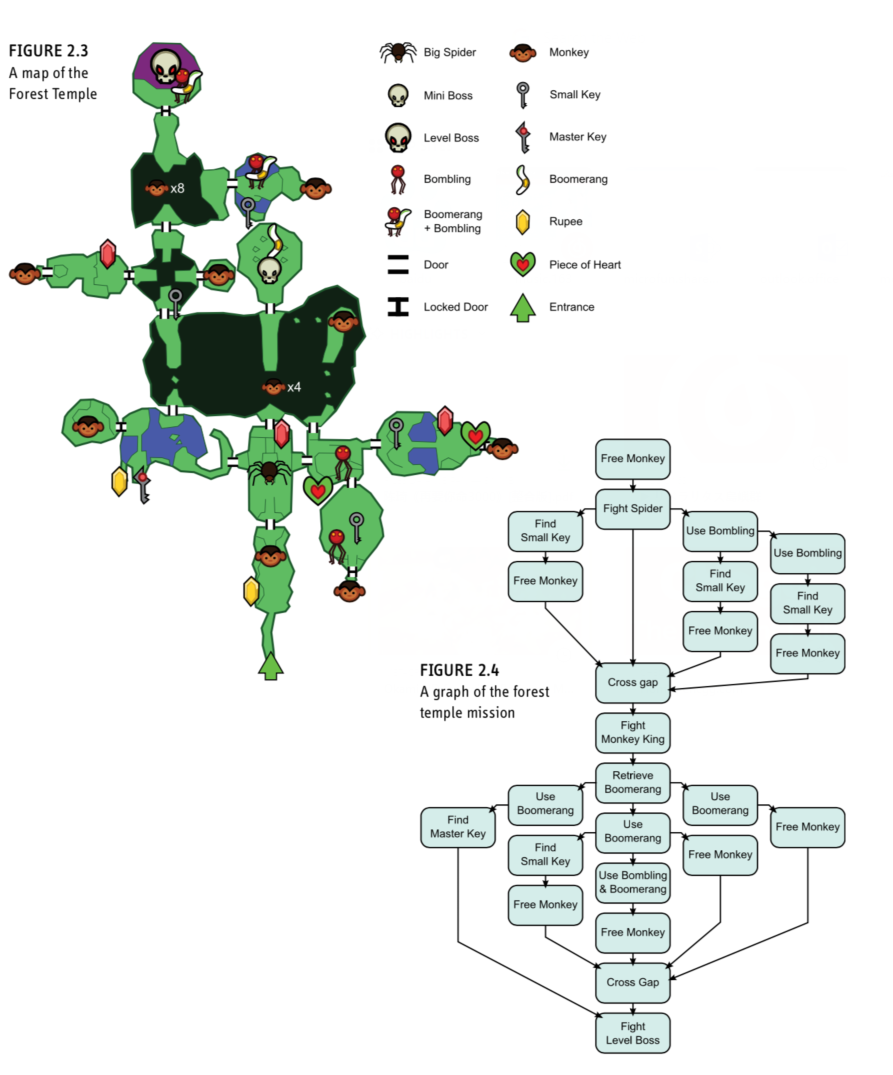 FIGURE 2.3
A map of the
Forest Temple
Big Spider
Monkey
Mini Boss
Small Key
Level Boss
Master Key
Bombling
Boomerang
Boomerang
+ Bombling
Rupee
Door
Piece of Heart
Locked Door
Entrance
x8
x4
FIGURE 2.4
A graph of the forest
temple mission
Free Monkey
Fight Spider
Find
Small Key
Free Monkey
Use Bombling
Find
Small Key
Free Monkey
Use Bombling
Find
Small Key
Free Monkey
Cross gap
Fight
Monkey King
Retrieve
Boomerang
Use
Boomerang
Find
Master Key
Use
Boomerang
Find
Small Key
Free Monkey
Use Bombling
& Boomerang
Free Monkey
Free Monkey
Use
Boomerang
Free Monkey
Cross Gap
Fight
Level Boss